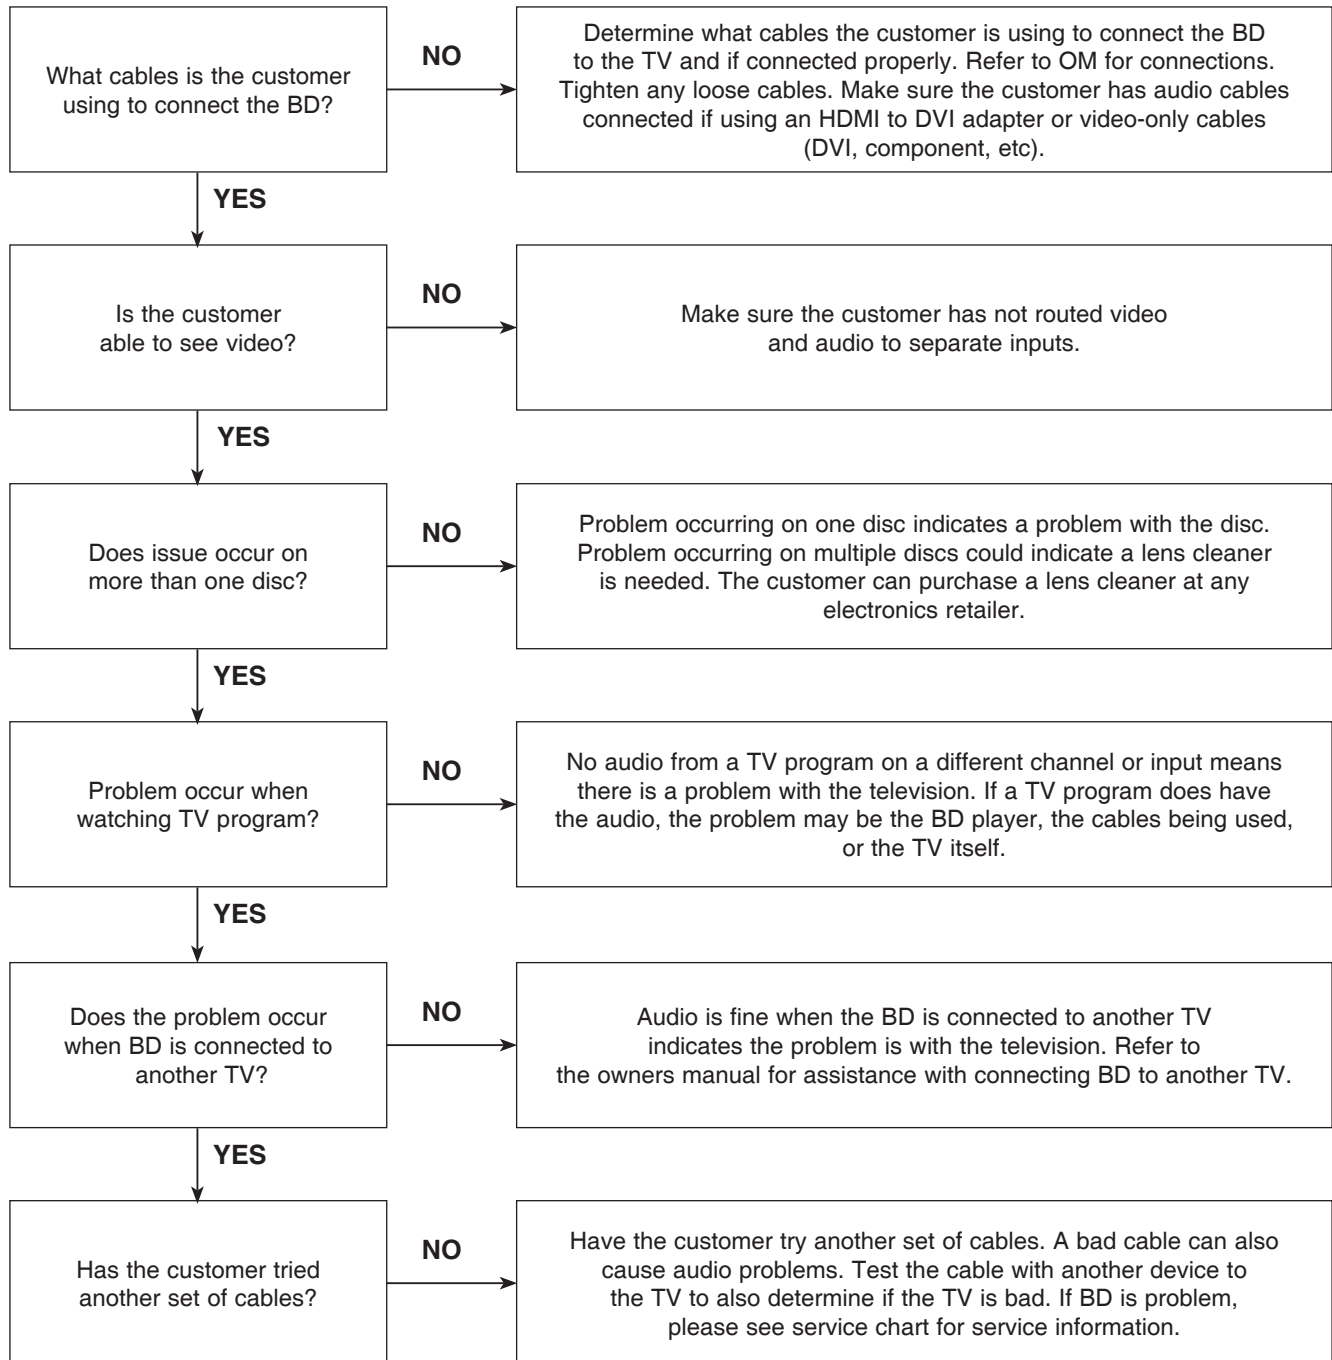 What cables is the customer
using to connect the BD?
NO
Determine what cables the customer is using to connect the BD
to the TV and if connected properly. Refer to OM for connections.
Tighten any loose cables. Make sure the customer has audio cables
connected if using an HDMI to DVI adapter or video-only cables
(DVI, component, etc).
YES
Is the customer
able to see video?
NO
Make sure the customer has not routed video
and audio to separate inputs.
YES
Does issue occur on
more than one disc?
NO
Problem occurring on one disc indicates a problem with the disc.
Problem occurring on multiple discs could indicate a lens cleaner
is needed. The customer can purchase a lens cleaner at any
electronics retailer.
YES
Problem occur when
watching TV program?
NO
No audio from a TV program on a different channel or input means
there is a problem with the television. If a TV program does have
the audio, the problem may be the BD player, the cables being used,
or the TV itself.
YES
Does the problem occur
when BD is connected to
another TV?
NO
Audio is fine when the BD is connected to another TV
indicates the problem is with the television. Refer to
the owners manual for assistance with connecting BD to another TV.
YES
Has the customer tried
another set of cables?
NO
Have the customer try another set of cables. A bad cable can also
cause audio problems. Test the cable with another device to
the TV to also determine if the TV is bad. If BD is problem,
please see service chart for service information.